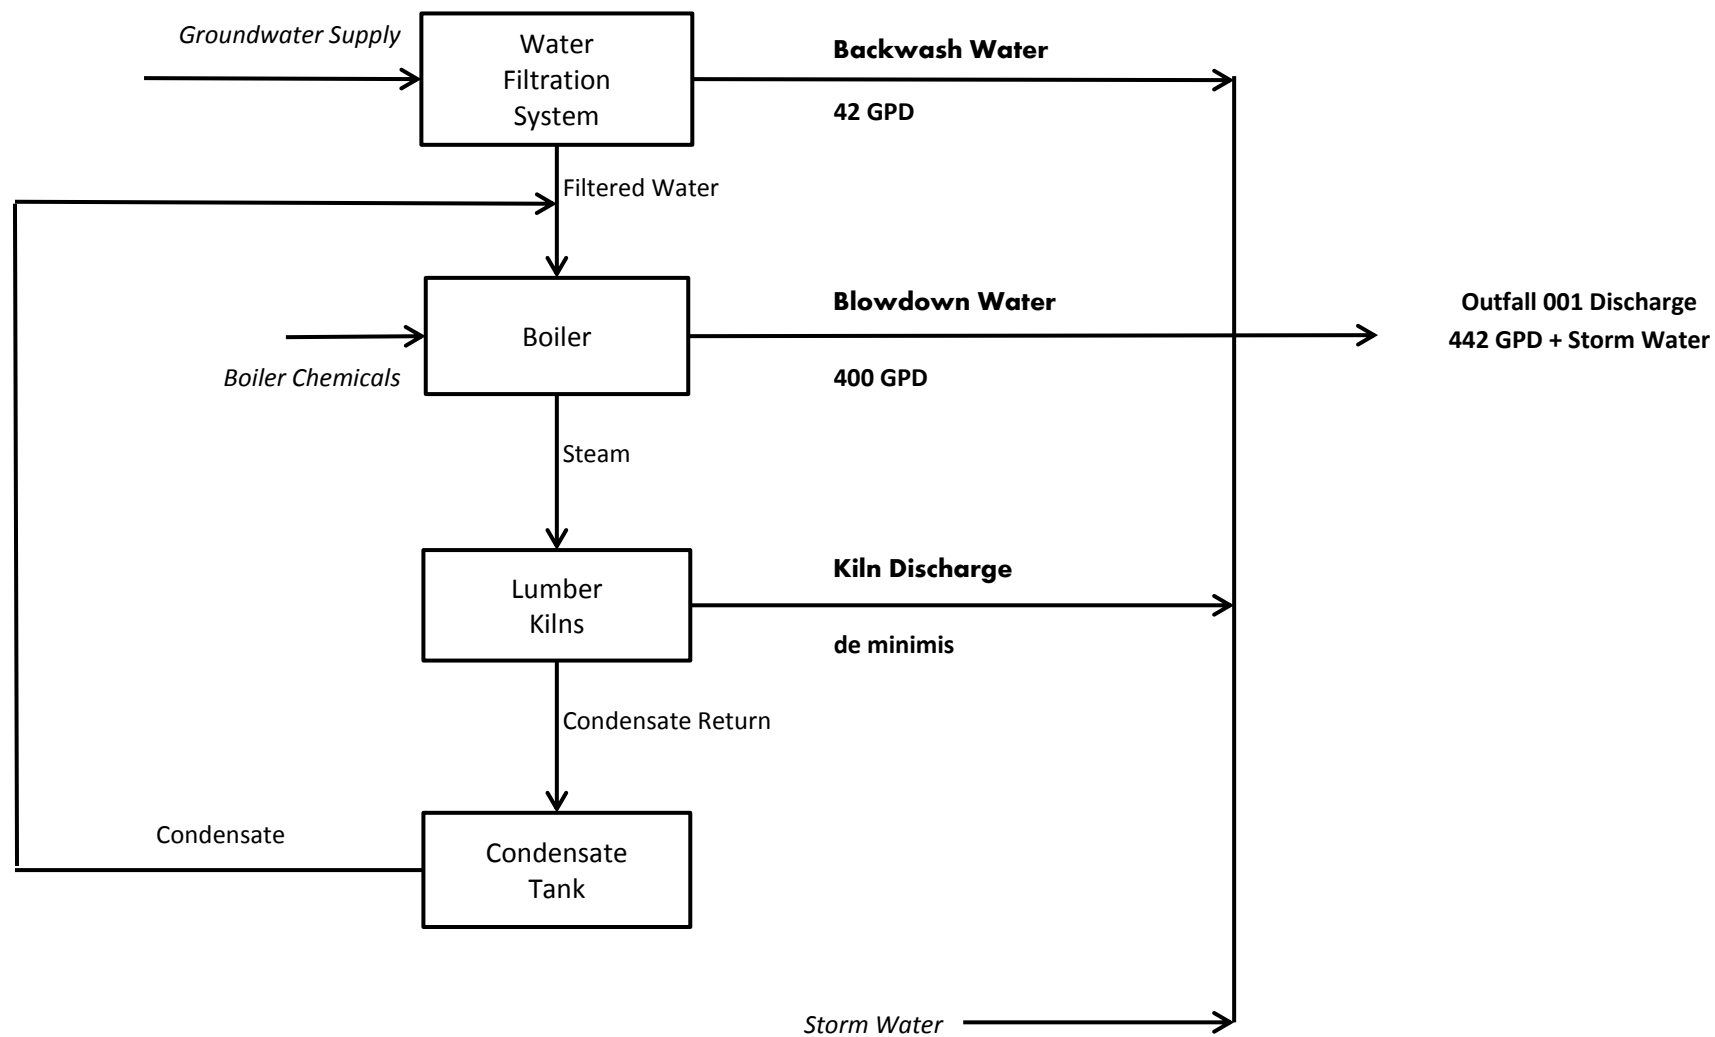 Groundwater Supply
Water
Filtration
System
Backwash Water
42 GPD
Filtered Water
Boiler Chemicals
Boiler
Blowdown Water
400 GPD
Outfall 001 Discharge
442 GPD + Storm Water
Steam
Lumber
Kilns
Kiln Discharge
de minimis
Condensate Return
Condensate
Condensate
Tank
Storm Water